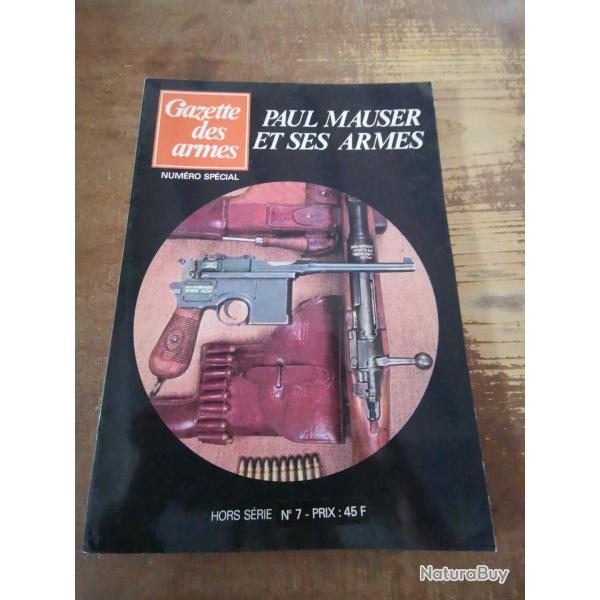 Gazette
des
armes
NUMÉRO SPÉCIAL
PAUL MAUSER
ET SES ARMES
HORS SÉRIE N° 7 - PRIX : 45 F
NaturaBuy